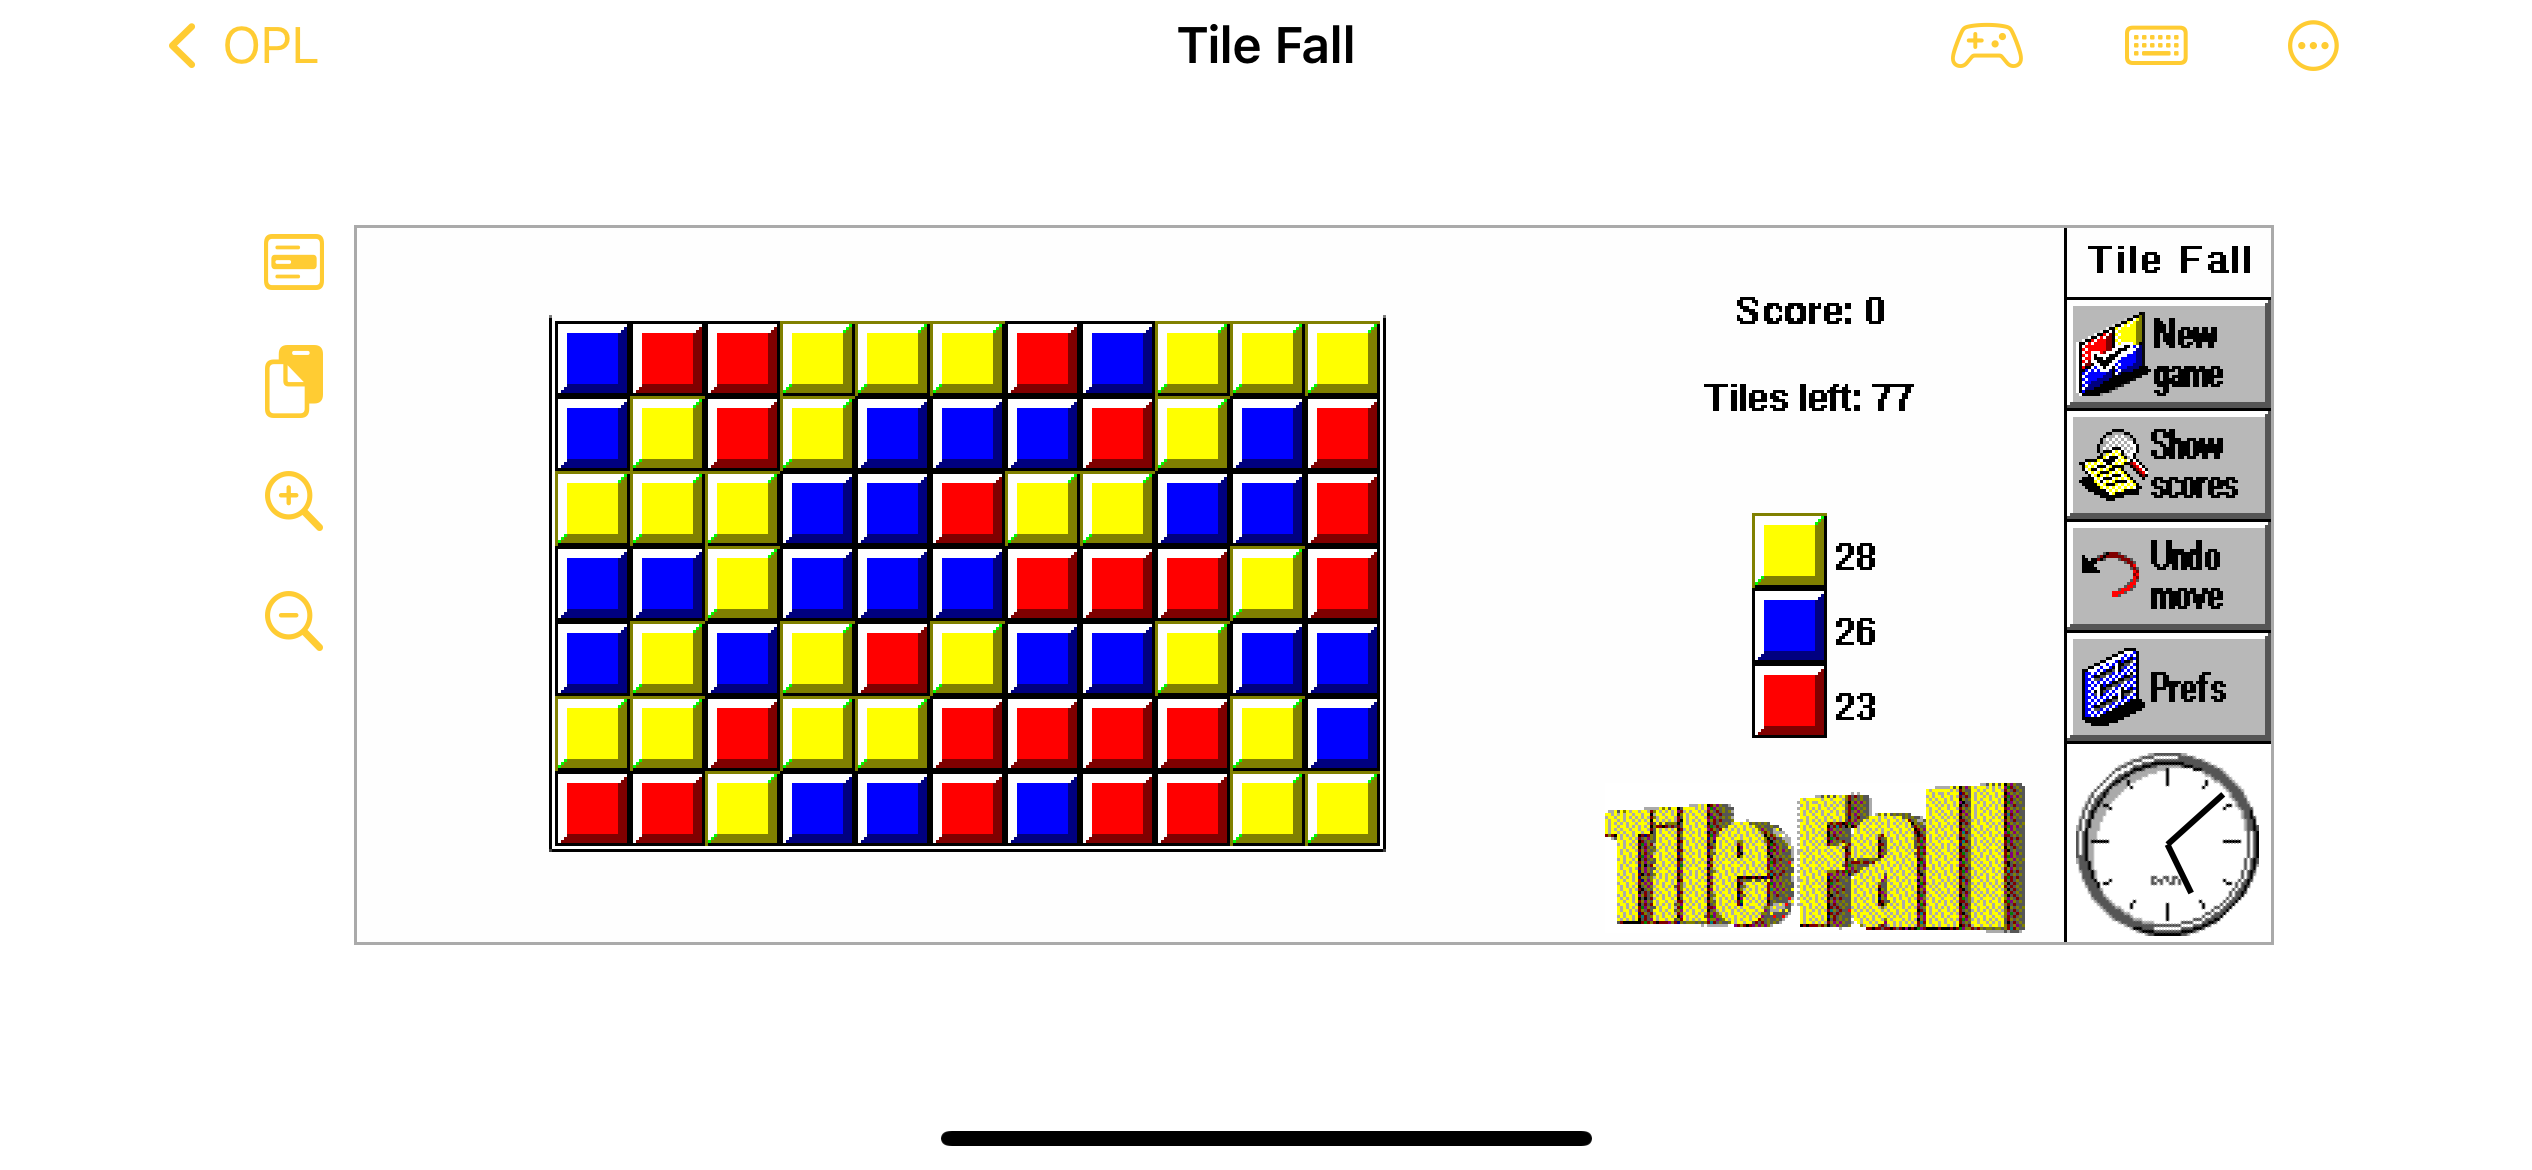 OPL
Tile Fall
Tile Fall
Score: 0
Tiles left: 77
28
26
23
Tile Fall
New
game
Show
scores
Undo
move
Prefs